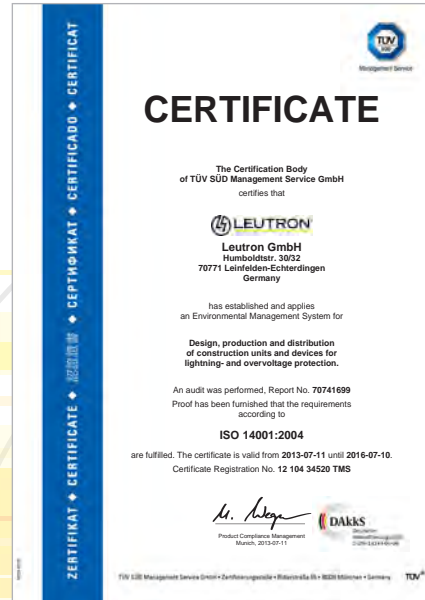 TÜV
SÜD
Management Service
CERTIFICATE
The Certification Body
of TÜV SÜD Management Service GmbH
certifies that
LEUTRON
Leutron GmbH
Humboldtstr. 30/32
70771 Leinfelden-Echterdingen
Germany
has established and applies
an Environmental Management System for
Design, production and distribution
of construction units and devices for
lightning- and overvoltage protection.
An audit was performed, Report No. 70741699
Proof has been furnished that the requirements
according to
ISO 14001:2004
are fulfilled. The certificate is valid from 2013-07-11 until 2016-07-10.
Certificate Registration No. 12 104 34520 TMS
Product Compliance Management
Munich, 2013-07-11
DAkkS
TÜV SÜD Management Service GmbH • Zertifizierungsstelle • Ridlerstraße 65 • 80339 München • Germany
TÜV®
ZERTIFIKAT ◆ CERTIFICATE ◆ ◆ СЕРТИФИКАТ ◆ CERTIFICADO ◆ CERTIFICAT